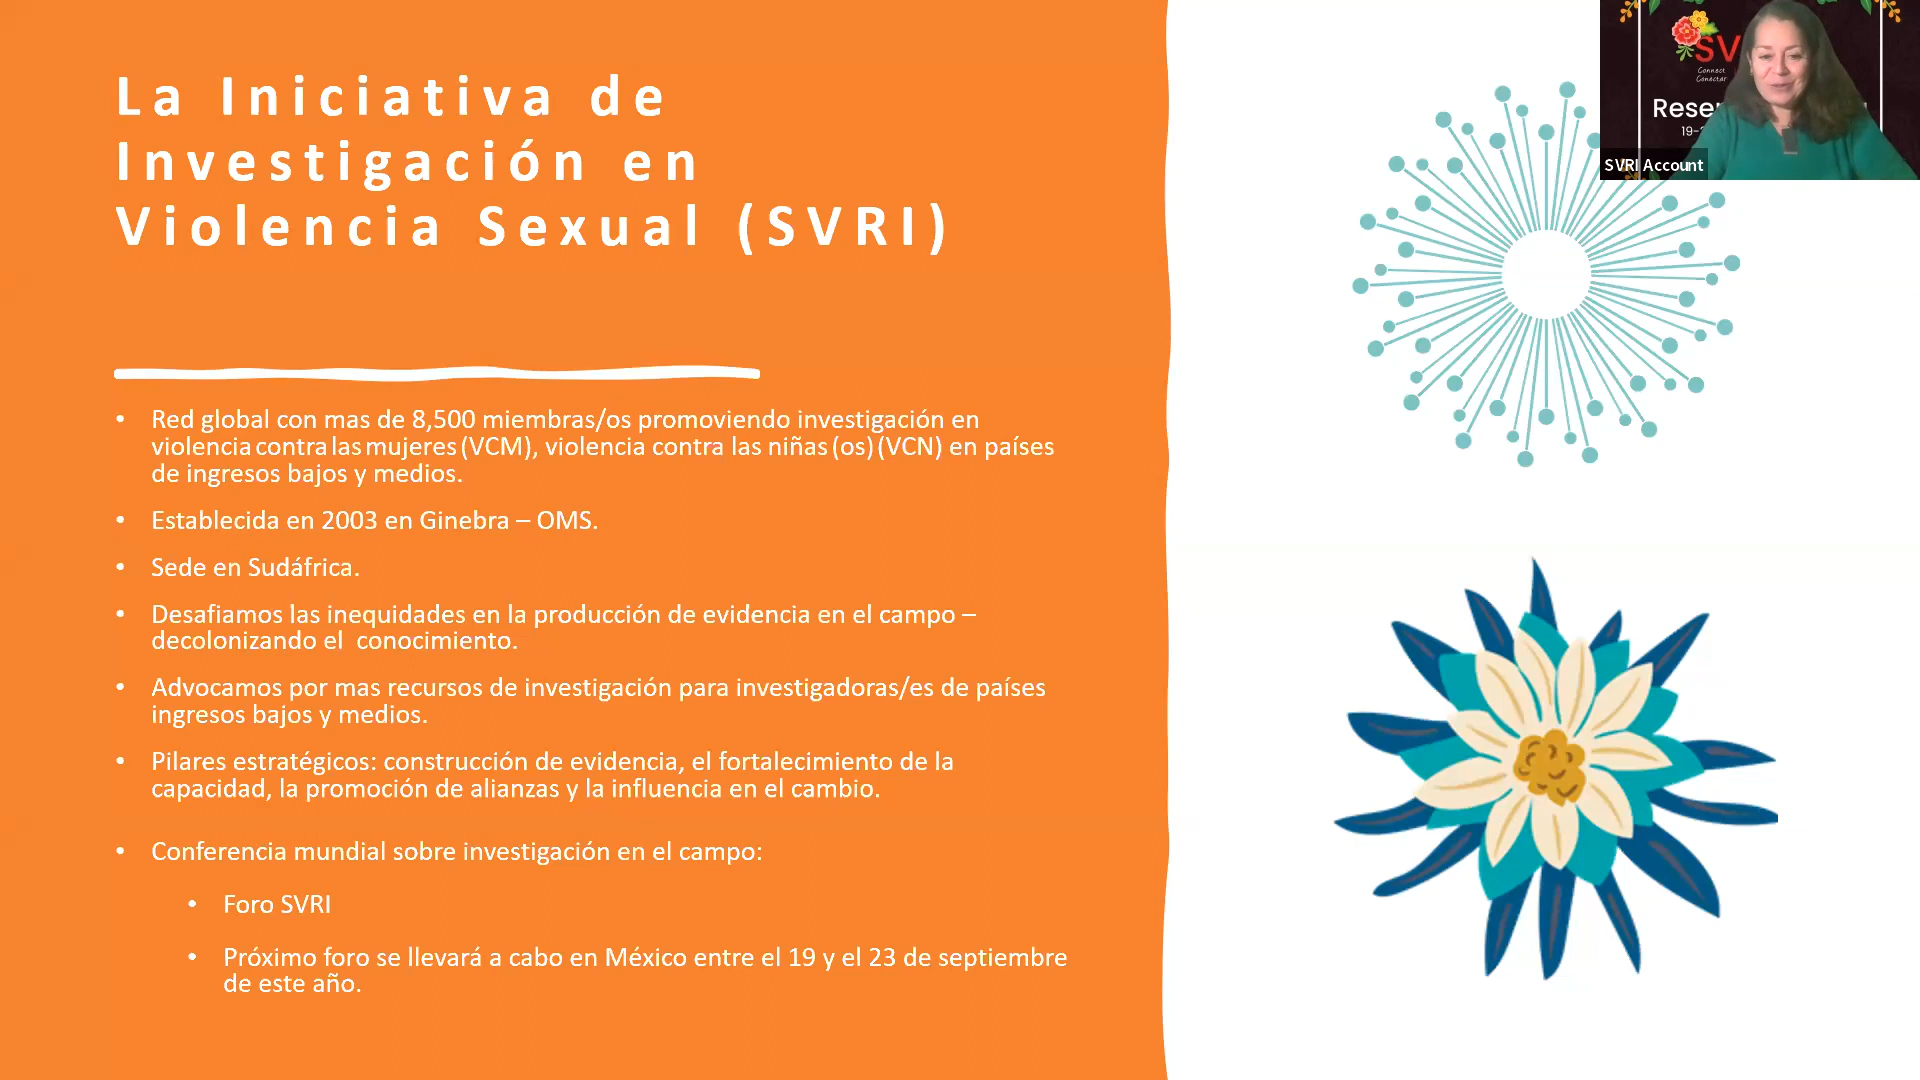 La Iniciativa de
Investigación en
Violencia Sexual (SVRI)
• Red global con mas de 8,500 miembras/os promoviendo investigación en
violencia contra las mujeres (VCM), violencia contra las niñas (os) (VCN) en países
de ingresos bajos y medios.
• Establecida en 2003 en Ginebra – OMS.
• Sede en Sudáfrica.
• Desafiamos las inequidades en la producción de evidencia en el campo –
decolonizando el conocimiento.
• Advocamos por mas recursos de investigación para investigadoras/es de países
ingresos bajos y medios.
• Pilares estratégicos: construcción de evidencia, el fortalecimiento de la
capacidad, la promoción de alianzas y la influencia en el cambio.
• Conferencia mundial sobre investigación en el campo:
• Foro SVRI
• Próximo foro se llevará a cabo en México entre el 19 y el 23 de septiembre
de este año.
SV
Connect
Conectar
Rese
19-
SVRI Account